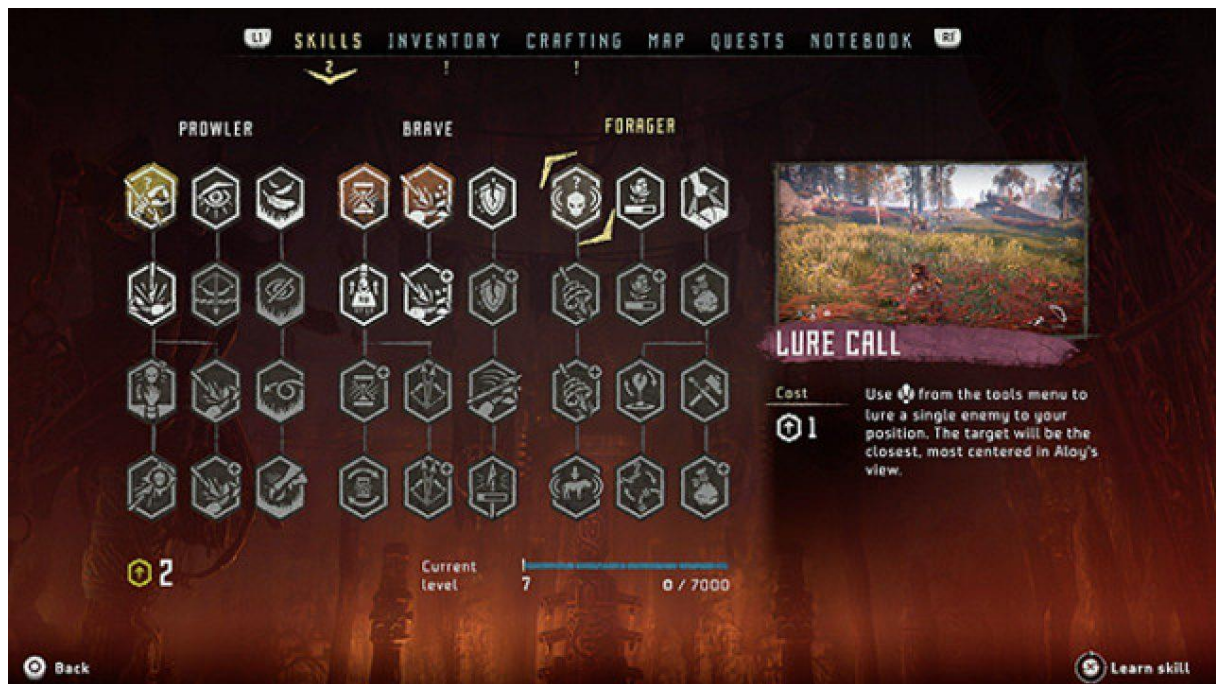 L1 SKILLS INVENTORY CRAFTING MAP QUESTS NOTEBOOK R1
2 ! !
PROWLER BRAVE FORAGER
LURE CALL
Cost
1
Use from the tools menu to
lure a single enemy to your
position. The target will be the
closest, most centered in Aloy's
view.
2
Current
level
7
0 / 7000
Back
Learn skill